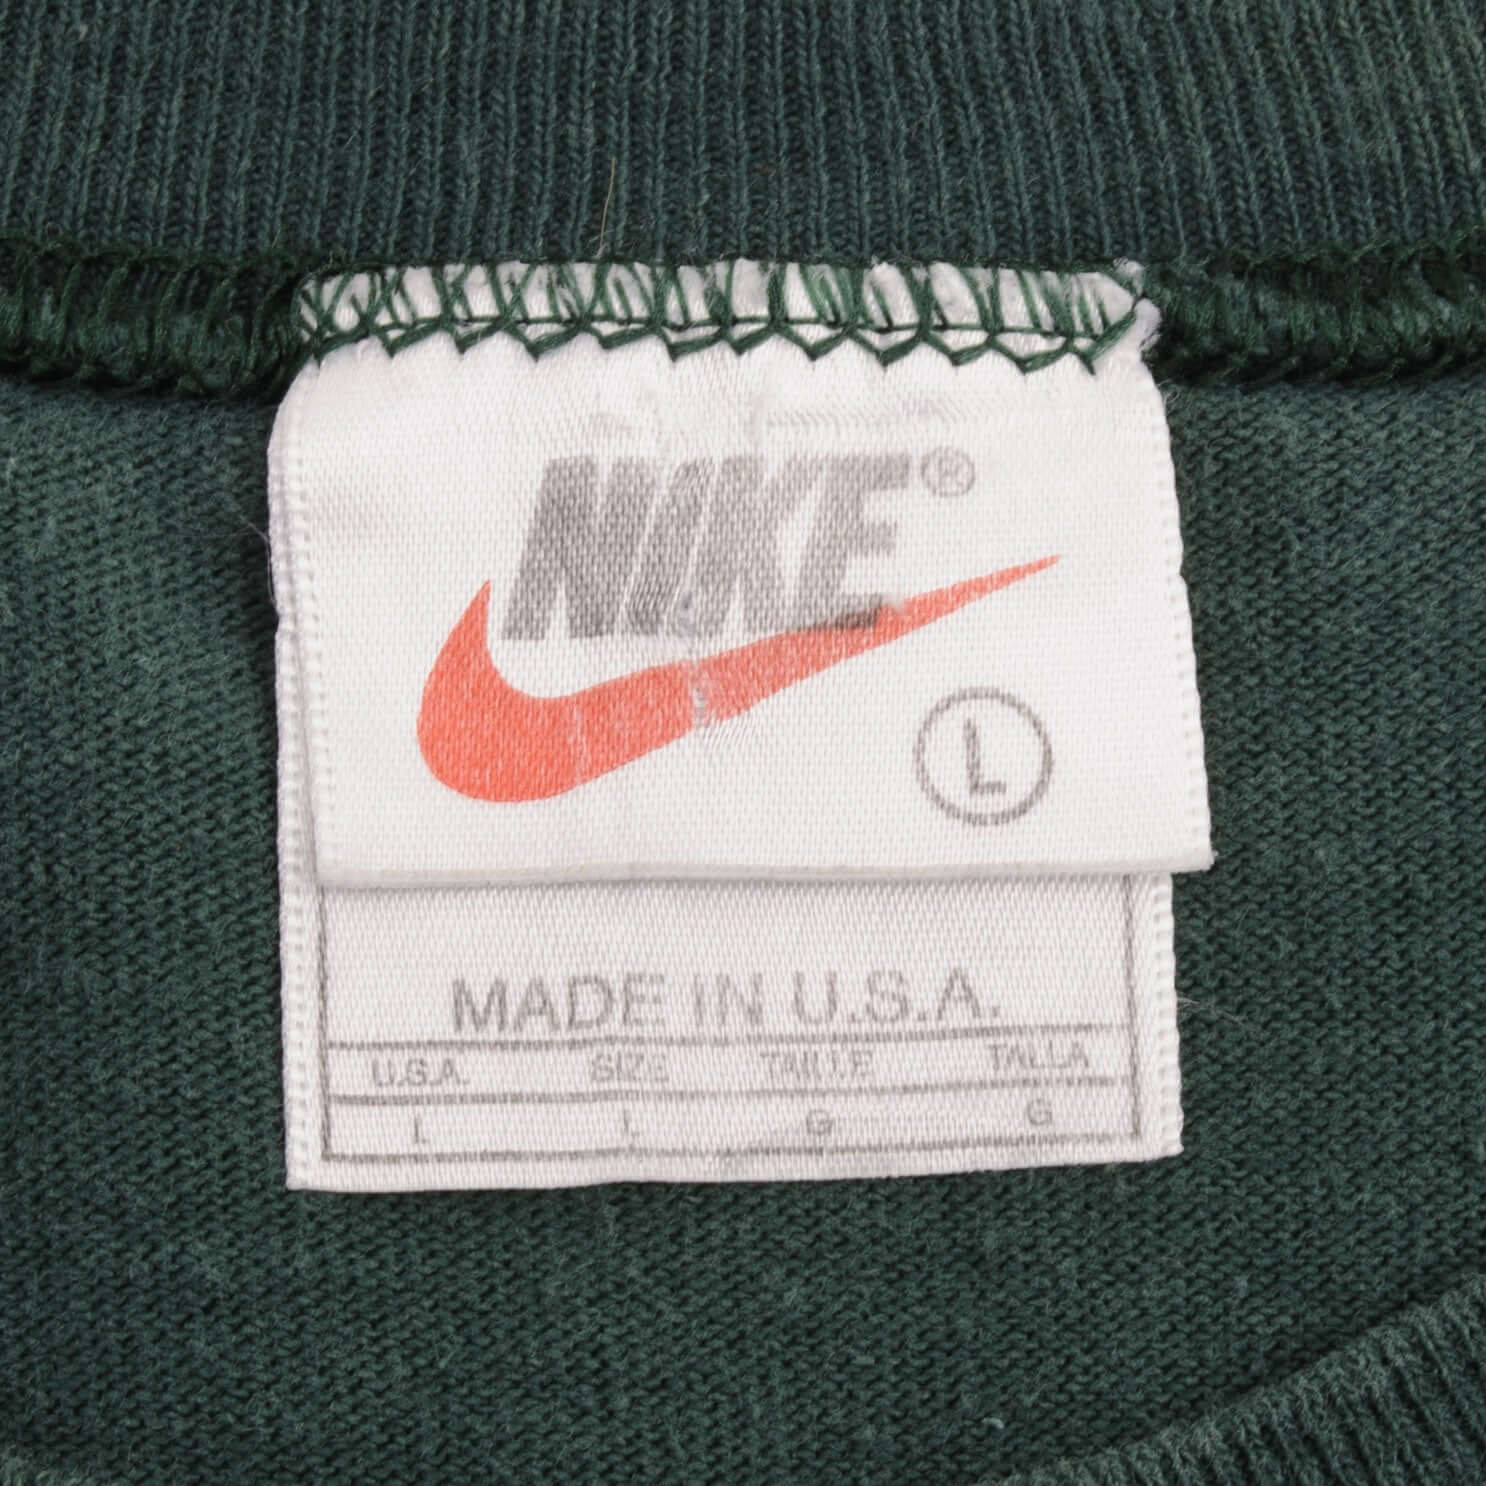 NIKE®
L
MADE IN U.S.A.
U.S.A. SIZE TAILLE TALLA
L L G G